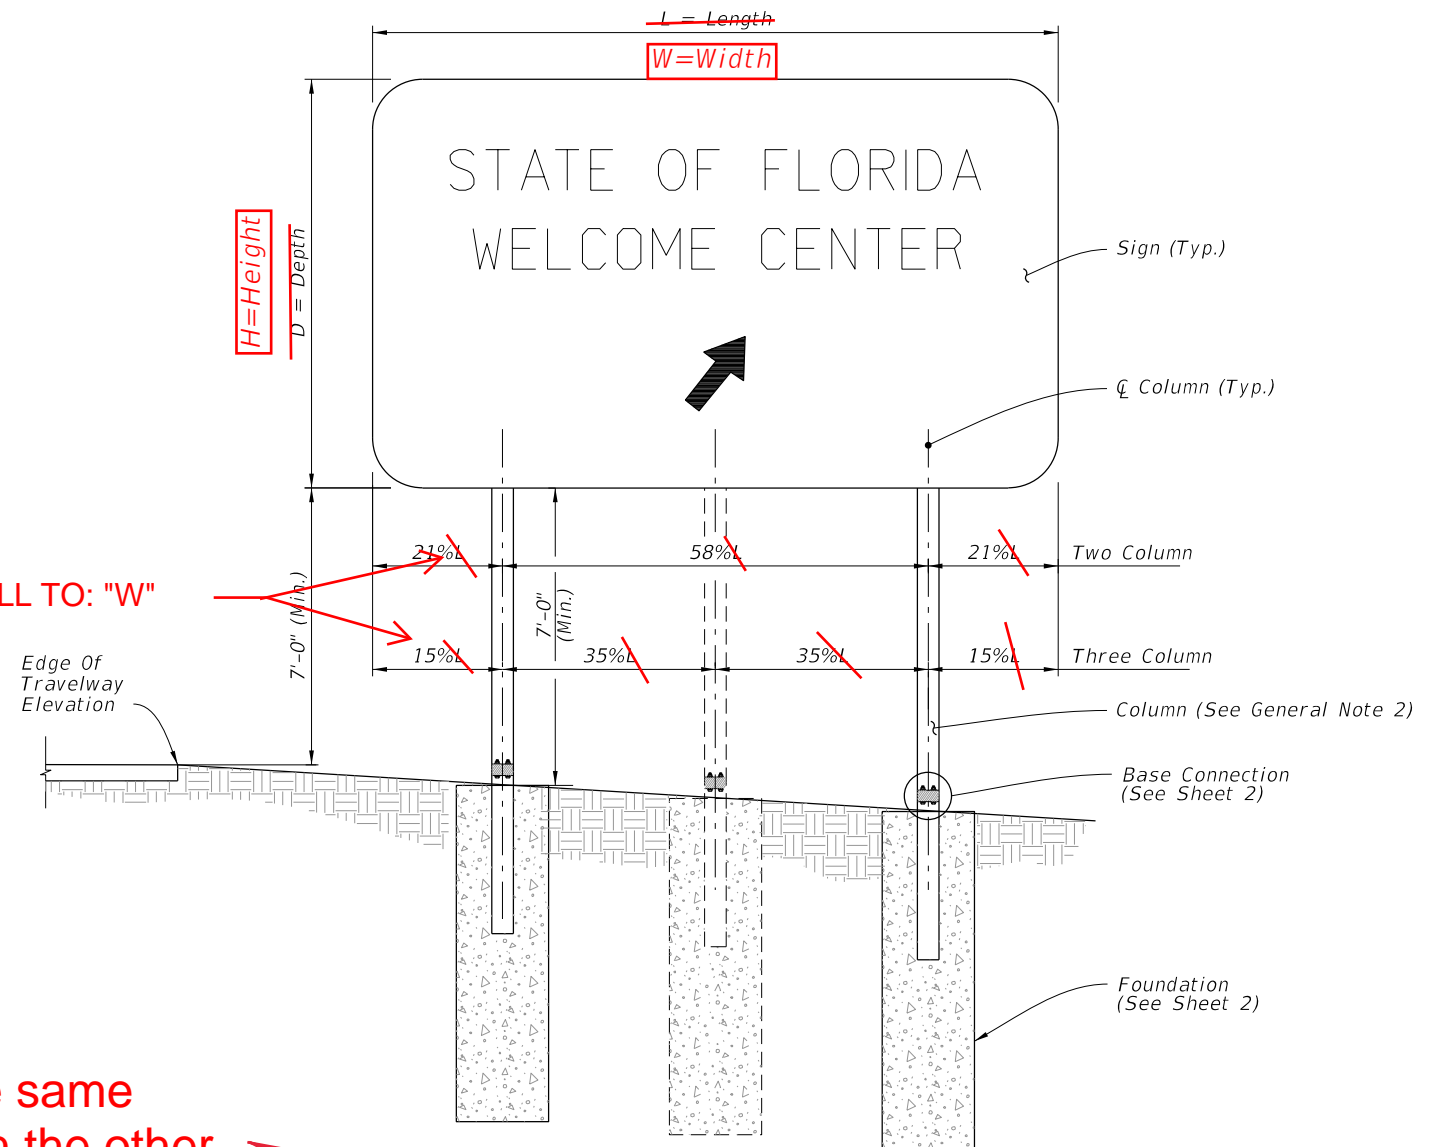 L = Length
W=Width
STATE OF FLORIDA
WELCOME CENTER
H=Height
D = Depth
Sign (Typ.)
℄ Column (Typ.)
21%L
58%L
21%L
Two Column
LL TO: "W"
7'-0" (Min.)
7'-0"
(Min.)
15%L
35%L
35%L
15%L
Three Column
Edge Of
Travelway
Elevation
Column (See General Note 2)
Base Connection
(See Sheet 2)
Foundation
(See Sheet 2)
same
the other